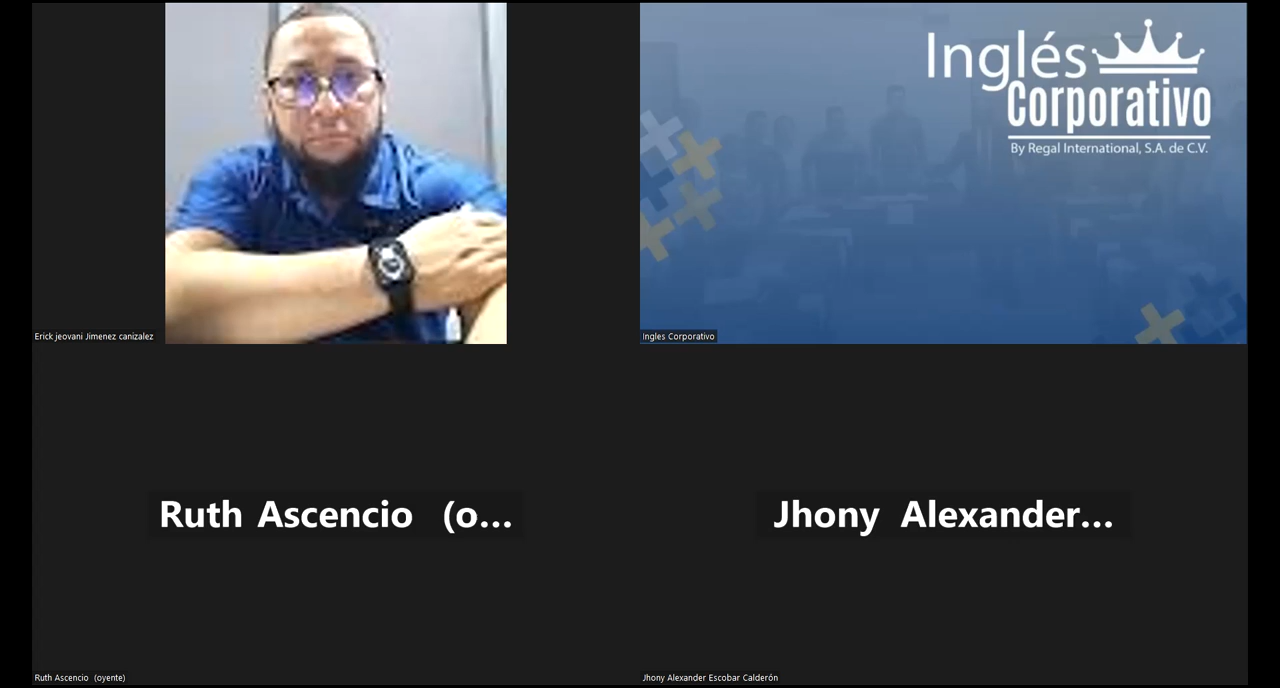 Inglés
Corporativo
By Regal International, S.A. de C.V.
Erick jeovani Jimenez canizalez
Ingles Corporativo
Ruth Ascencio (o...
Jhony Alexander...
Ruth Ascencio (oyente)
Jhony Alexander Escobar Calderón